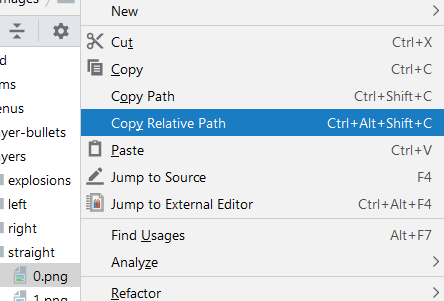 mages
New
Cut Ctrl+X
Copy Ctrl+C
Copy Path Ctrl+Shift+C
Copy Relative Path Ctrl+Alt+Shift+C
Paste Ctrl+V
Jump to Source F4
Jump to External Editor Ctrl+Alt+F4
Find Usages Alt+F7
Analyze
Refactor
d
ms
enus
ayer-bullets
ayers
explosions
left
right
straight
0.png
1.png